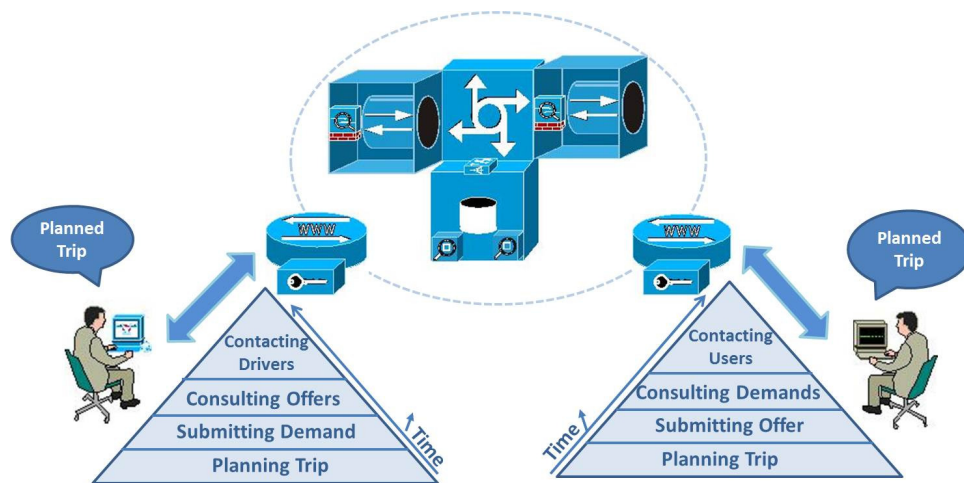 Planned
Trip
WWW
WWW
Planned
Trip
Contacting
Drivers
Consulting Offers
Submitting Demand
Planning Trip
Time
Contacting
Users
Consulting Demands
Submitting Offer
Planning Trip
Time